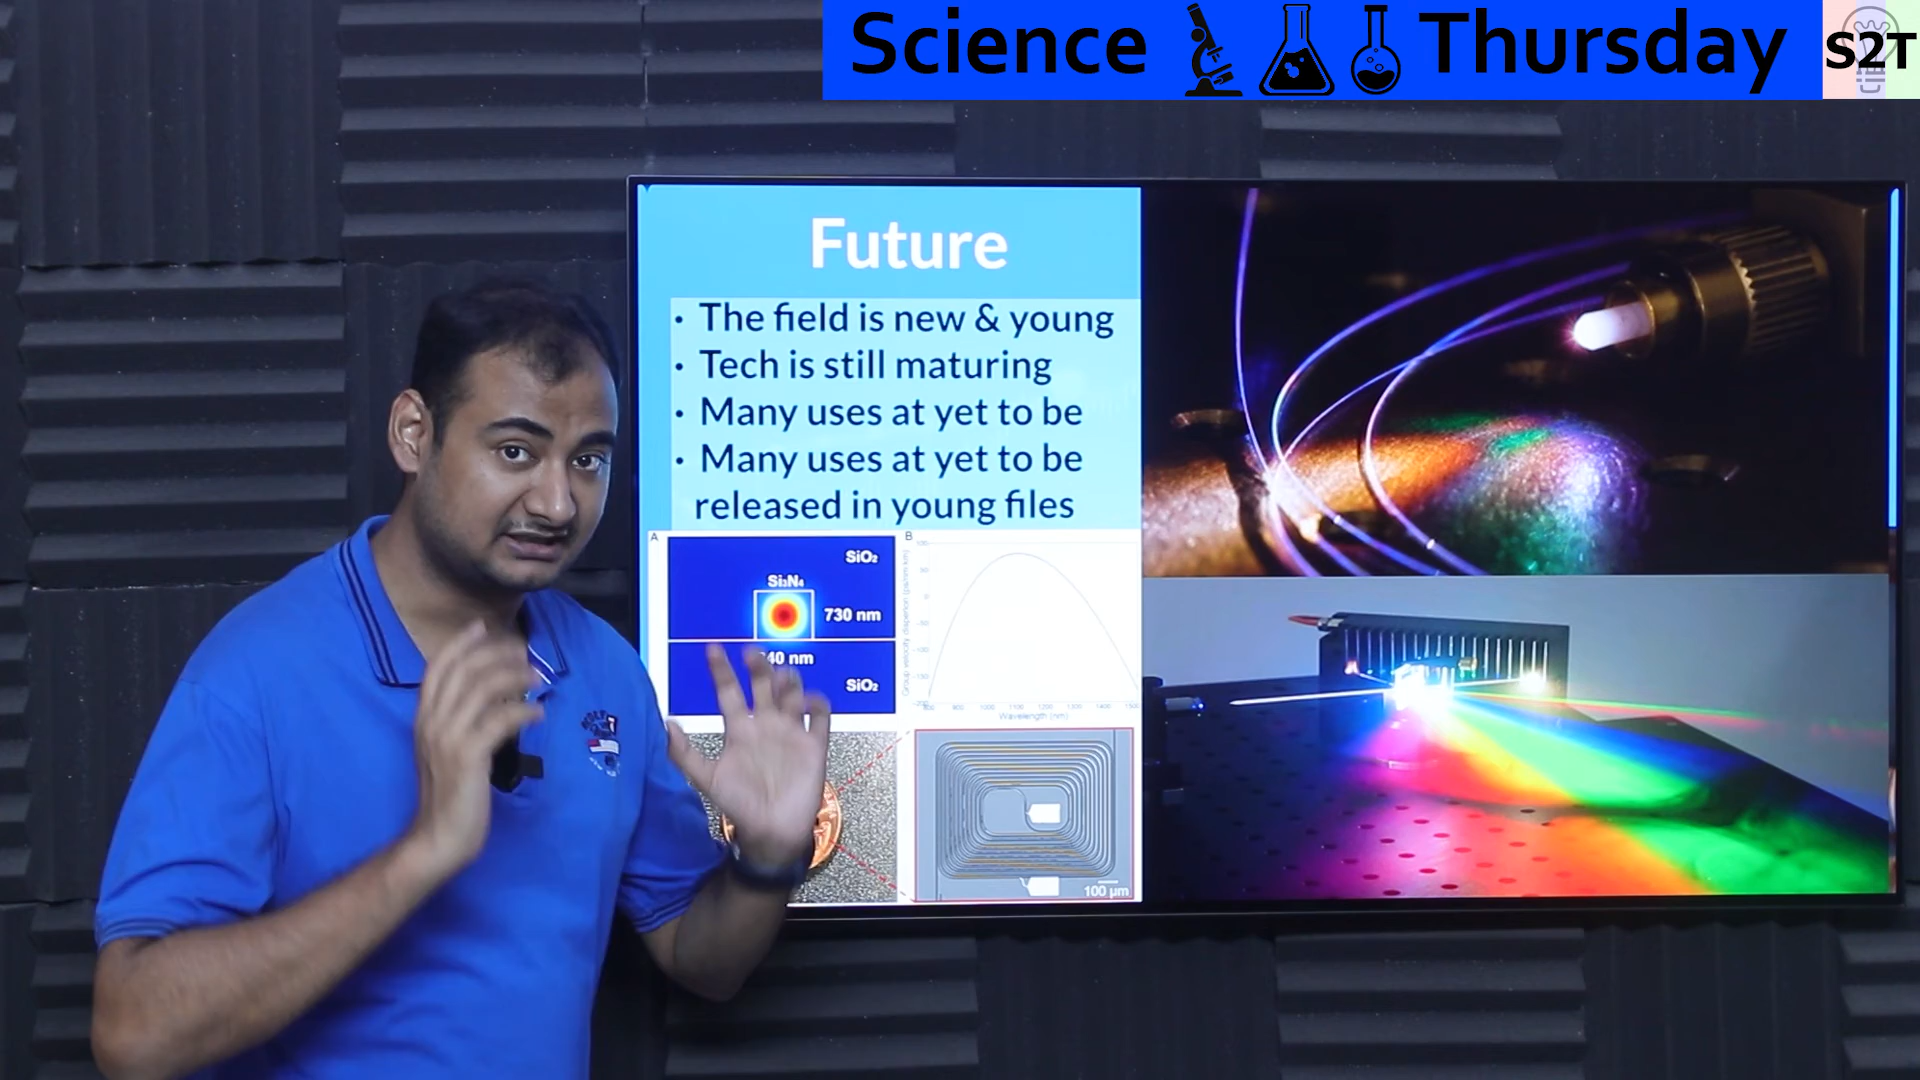 Science Thursday
S2T
Future
• The field is new & young
• Tech is still maturing
• Many uses at yet to be
• Many uses at yet to be
released in young files
A
B
SiO₂
Si₃N₄
730 nm
40 nm
SiO₂
Wavelength (nm)
100 µm